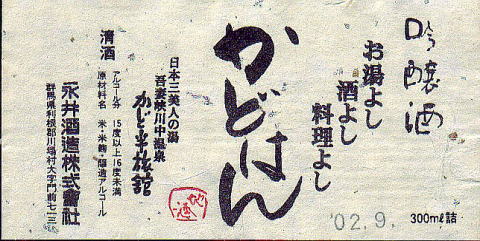 吟醸酒
お湯よし
酒よし
料理よし
かどはん
日本三美人の湯
吾妻峡川中温泉
かど半旅館
地酒
清酒
アルコール分 15度以上16度未満
原材料名 米・米麹・醸造アルコール
永井酒造株式會社
群馬県利根郡川場村大字門前七一三
'02.9.
300ml詰